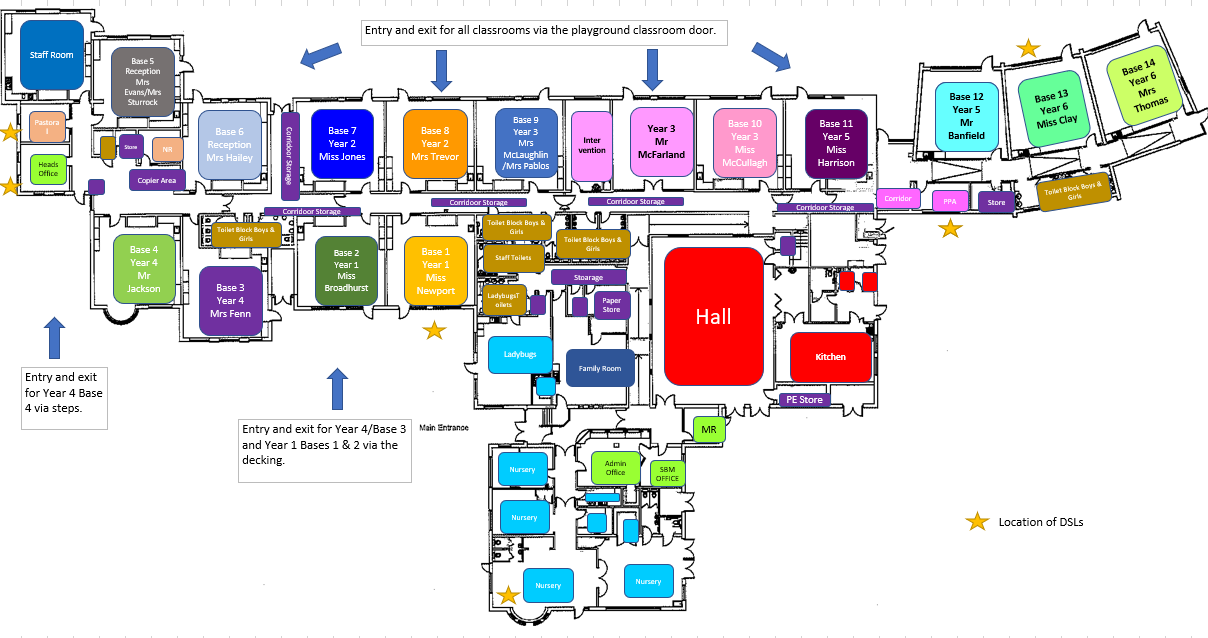 Entry and exit for all classrooms via the playground classroom door.
Staff Room
Base 5
Reception
Mrs
Evans/Mrs
Sturrock
Pastora
l
Store
NR
Heads
Office
Copier Area
Base 6
Reception
Mrs Hailey
Corridoor Storage
Base 7
Year 2
Miss Jones
Base 8
Year 2
Mrs Trevor
Base 9
Year 3
Mrs
McLaughlin
/Mrs Pablos
Inter
vention
Year 3
Mr
McFarland
Base 10
Year 3
Miss
McCullagh
Base 11
Year 5
Miss
Harrison
Base 12
Year 5
Mr
Banfield
Base 13
Year 6
Miss Clay
Base 14
Year 6
Mrs
Thomas
Corridoor Storage
Corridoor Storage
Corridoor Storage
Corridoor Storage
Corridor
PPA
Store
Toilet Block Boys &
Girls
Base 4
Year 4
Mr
Jackson
Toilet Block Boys &
Girls
Base 3
Year 4
Mrs Fenn
Base 2
Year 1
Miss
Broadhurst
Base 1
Year 1
Miss
Newport
Toilet Block Boys &
Girls
Staff Toilets
Toilet Block Boys &
Girls
Stoarage
LadybugsT
oilets
Paper
Store
Ladybugs
Family Room
Hall
Kitchen
PE Store
Entry and exit
for Year 4 Base
4 via steps.
Entry and exit for Year 4/Base 3
and Year 1 Bases 1 & 2 via the
decking.
Main Entrance
MR
Nursery
Admin
Office
SBM
OFFICE
Nursery
Nursery
Nursery
Location of DSLs